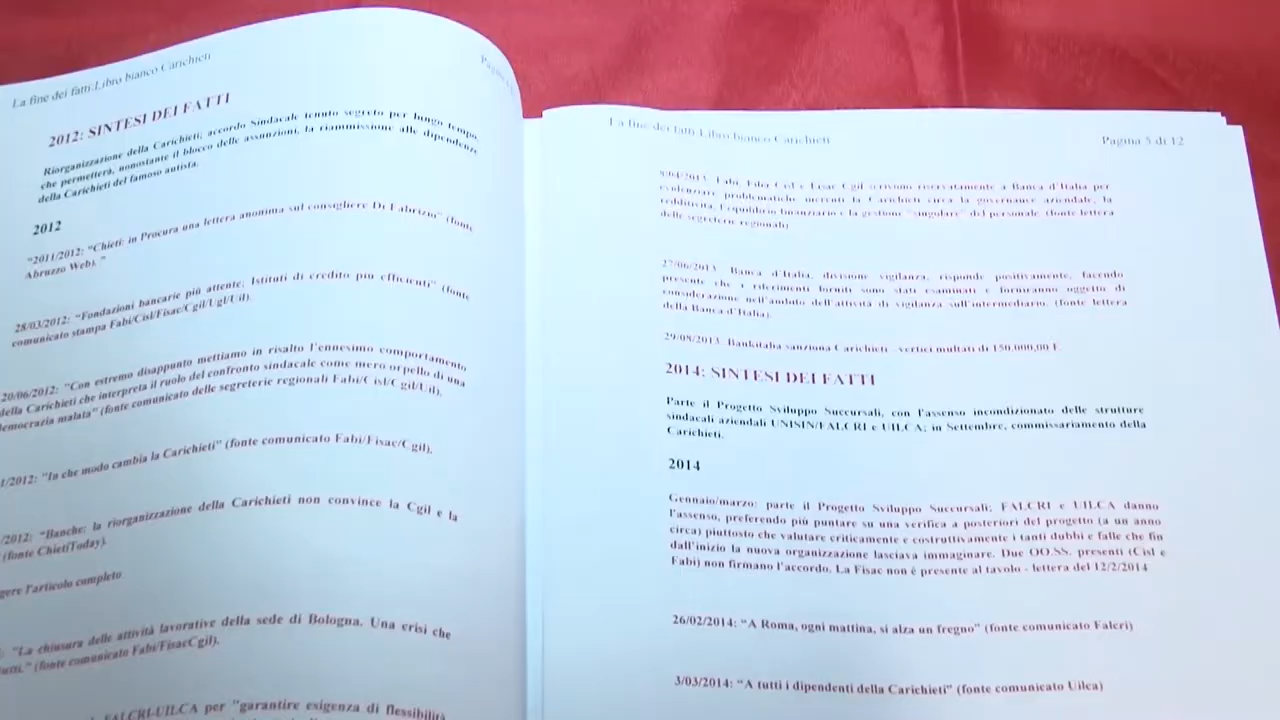 La fine dei fatti.Libro bianco Carichieti
2012: SINTESI DEI FATTI
Riorganizzazione della Carichieti; accordo Sindacale tenuto segreto per lungo tempo,
che permetterà, nonostante il blocco delle assunzioni, la riammissione alle dipendenze
della Carichieti del famoso autista.
2012
"2011/2012: "Chieti: in Procura una lettera anonima sul consigliere Di Fabrizio" (fonte
Abruzzo Web). "
28/03/2012: "Fondazioni bancarie più attente. Istituti di credito più efficienti" (fonte
comunicato stampa Fabi/Cisl/Fisac/Cgil/Ugl/Uil).
20/06/2012: "Con estremo disappunto mettiamo in risalto l'ennesimo comportamento
della Carichieti che interpreta il ruolo del confronto sindacale come mero orpello di una
democrazia malata" (fonte comunicato delle segreterie regionali Fabi/Cisl/Cgil/Uil).
/2012: "In che modo cambia la Carichieti" (fonte comunicato Fabi/Fisac/Cgil).
/2012: "Banche: la riorganizzazione della Carichieti non convince la Cgil e la
(fonte ChietiToday).
gere l'articolo completo
"La chiusura delle attività lavorative della sede di Bologna. Una crisi che
tutti." (fonte comunicato Fabi/FisacCgil).
FALCRI-UILCA per "garantire esigenza di flessibilità
La fine dei fatti.Libro bianco Carichieti
Pagina 5 di 12
9/04/2013: Fabi, Fiba Cisl e Fisac Cgil scrivono riservatamente a Banca d'Italia per
evidenziare problematiche inerenti la Carichieti circa la governance aziendale, la
redditività, l'equilibrio finanziario e la gestione "singolare" del personale. (fonte lettera
delle segreterie regionali)
27/06/2013: Banca d'Italia, divisione vigilanza, risponde positivamente, facendo
presente che i riferimenti forniti sono stati esaminati e formeranno oggetto di
considerazione nell'ambito dell'attività di vigilanza sull'intermediario. (fonte lettera
della Banca d'Italia).
29/08/2013: Bankitalia sanziona Carichieti - vertici multati di 150.000,00 E.
2014: SINTESI DEI FATTI
Parte il Progetto Sviluppo Succursali, con l'assenso incondizionato delle strutture
sindacali aziendali UNISIN/FALCRI e UILCA; in Settembre, commissariamento della
Carichieti.
2014
Gennaio/marzo: parte il Progetto Sviluppo Succursali; FALCRI e UILCA danno
l'assenso, preferendo più puntare su una verifica a posteriori del progetto (a un anno
circa) piuttosto che valutare criticamente e costruttivamente i tanti dubbi e falle che fin
dall'inizio la nuova organizzazione lasciava immaginare. Due OO.SS. presenti (Cisl e
Fabi) non firmano l'accordo. La Fisac non è presente al tavolo - lettera del 12/2/2014
26/02/2014: "A Roma, ogni mattina, si alza un fregno" (fonte comunicato Falcri)
3/03/2014: "A tutti i dipendenti della Carichieti" (fonte comunicato Uilca)